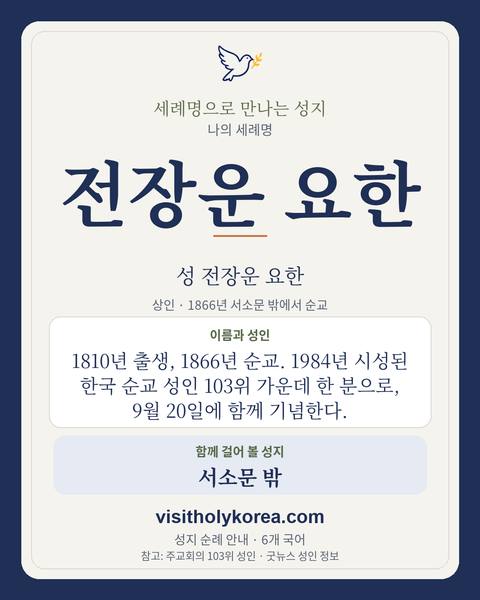 세례명으로 만나는 성지
나의 세례명
전장운 요한
성 전장운 요한
상인 · 1866년 서소문 밖에서 순교
이름과 성인
1810년 출생, 1866년 순교. 1984년 시성된
한국 순교 성인 103위 가운데 한 분으로,
9월 20일에 함께 기념한다.
함께 걸어 볼 성지
서소문 밖
visitholykorea.com
성지 순례 안내 · 6개 국어
참고: 주교회의 103위 성인 · 굿뉴스 성인 정보